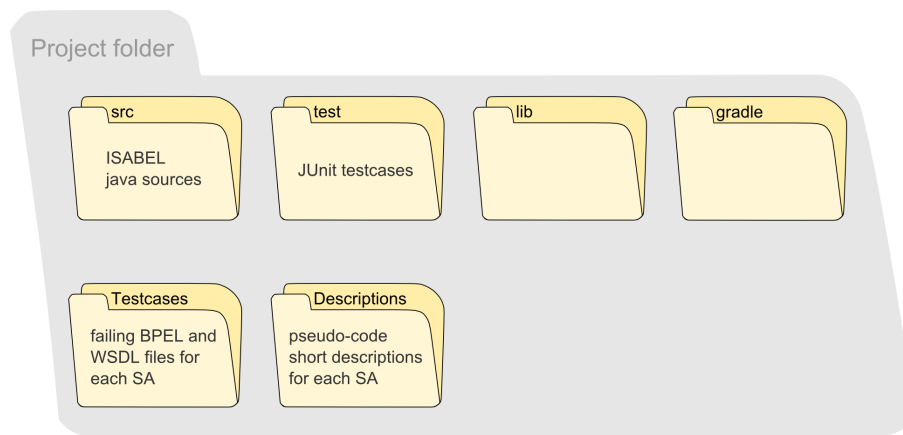 Project folder
src
ISABEL
java sources
test
JUnit testcases
lib
gradle
Testcases
failing BPEL and
WSDL files for
each SA
Descriptions
pseudo-code
short descriptions
for each SA